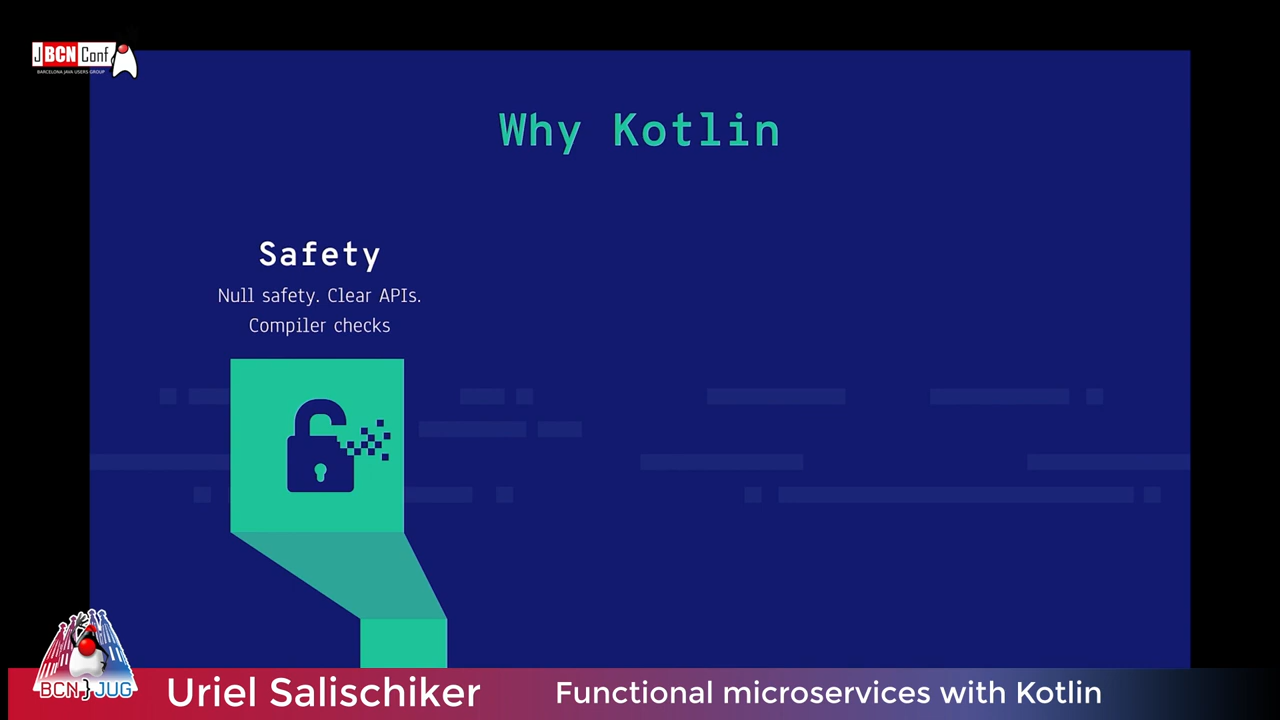 JBCNConf
BARCELONA JAVA USERS GROUP
Why Kotlin
Safety
Null safety. Clear APIs.
Compiler checks
BCN JUG
Uriel Salischiker
Functional microservices with Kotlin